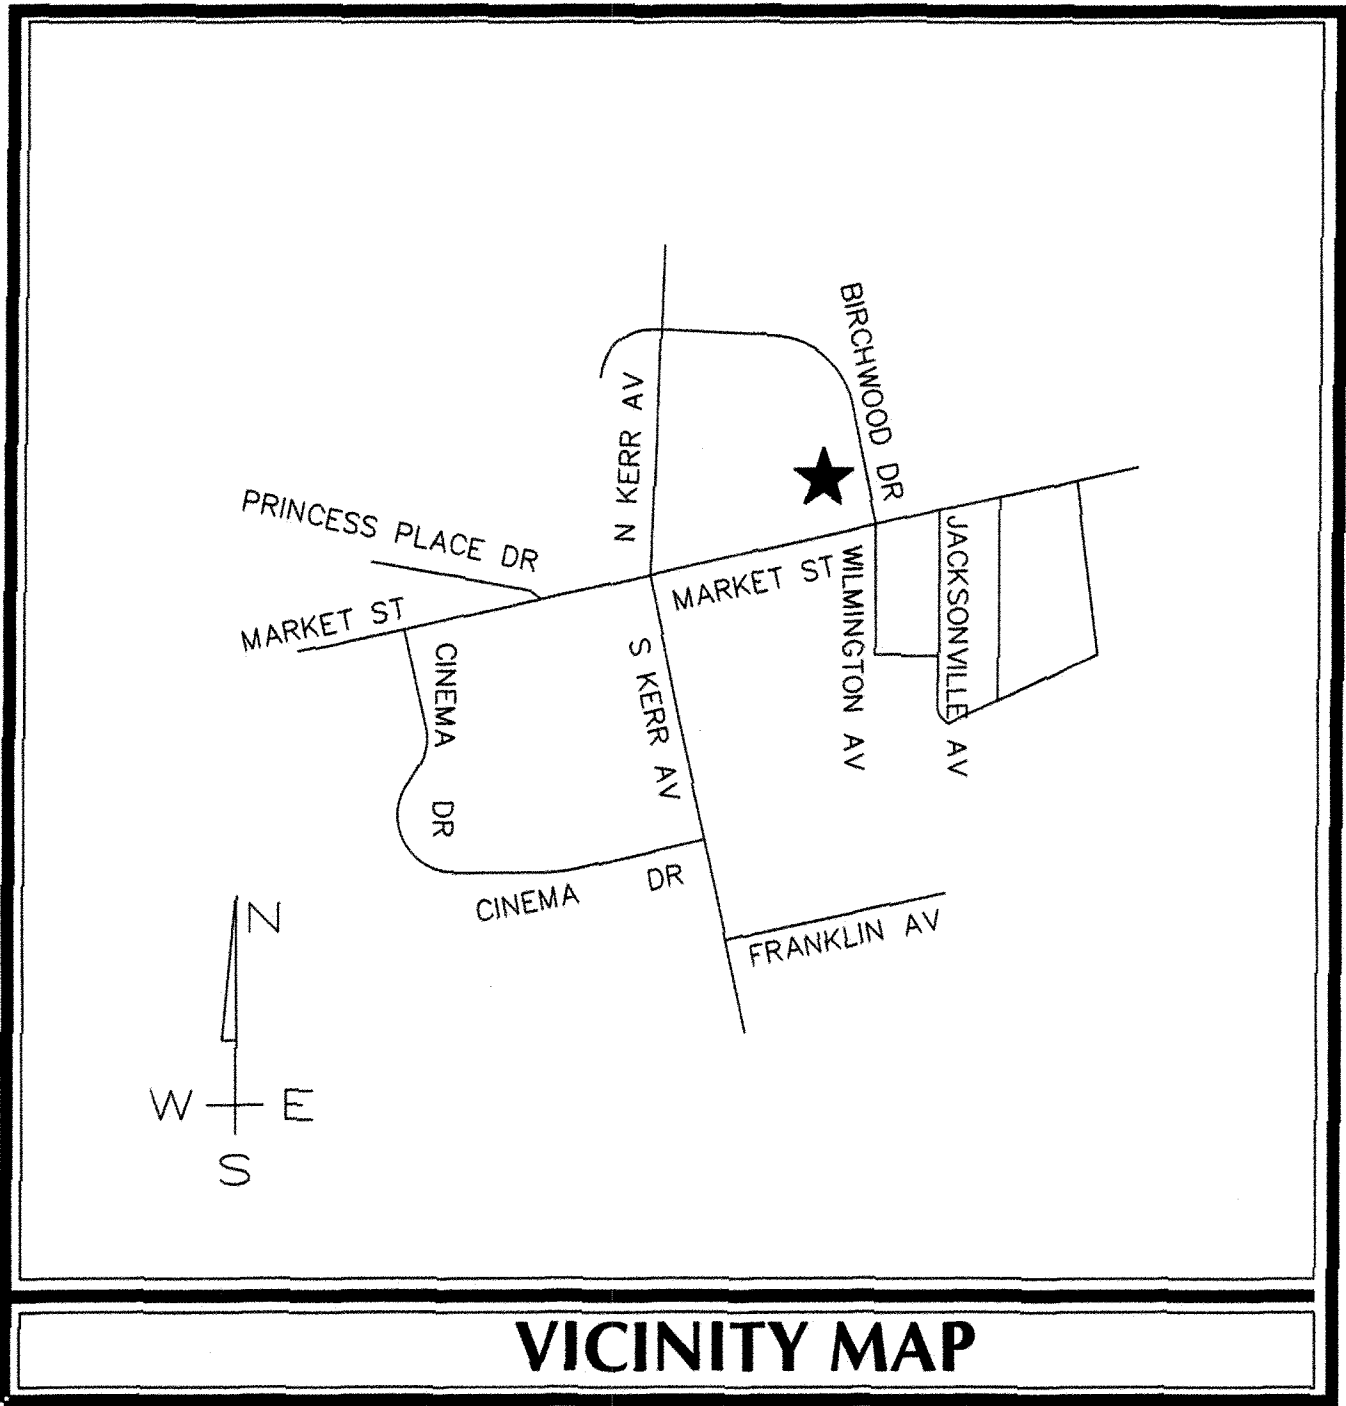 BIRCHWOOD DR
N KERR AV
PRINCESS PLACE DR
MARKET ST
MARKET ST
WILMINGTON AV
JACKSONVILLE AV
CINEMA DR
S KERR AV
CINEMA DR
FRANKLIN AV
N
W E
S
VICINITY MAP